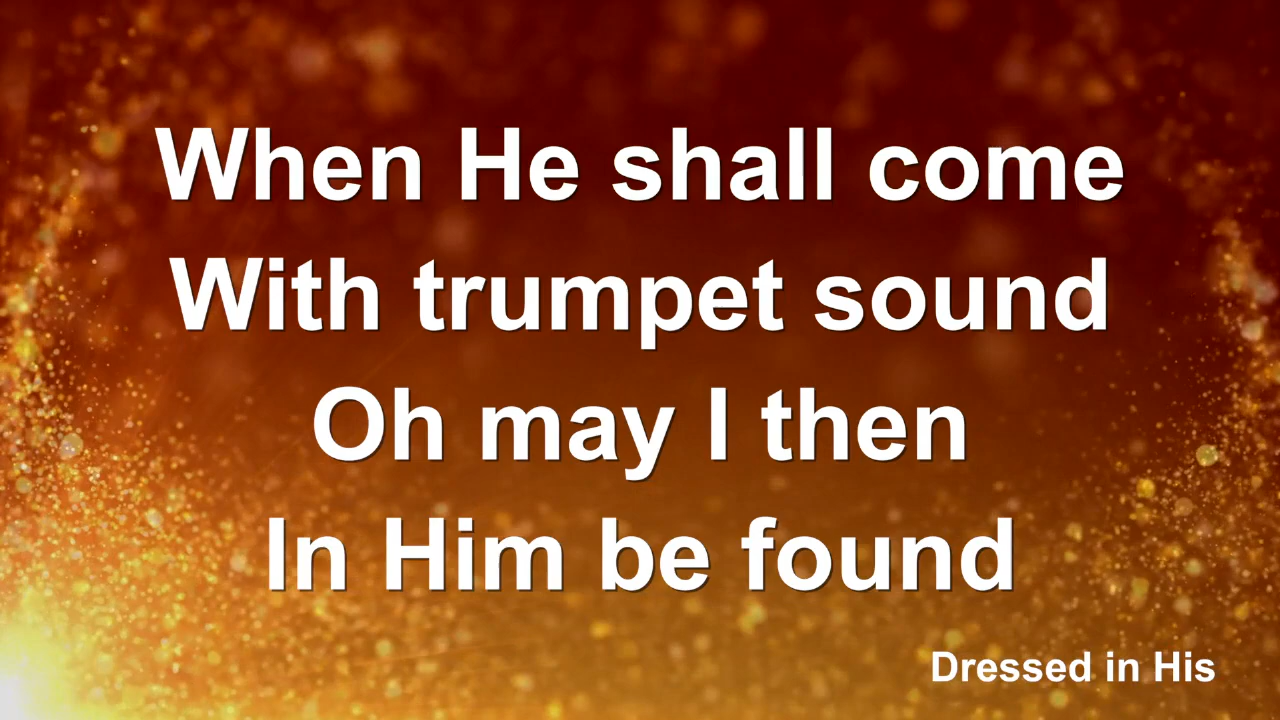 When He shall come
With trumpet sound
Oh may I then
In Him be found
Dressed in His